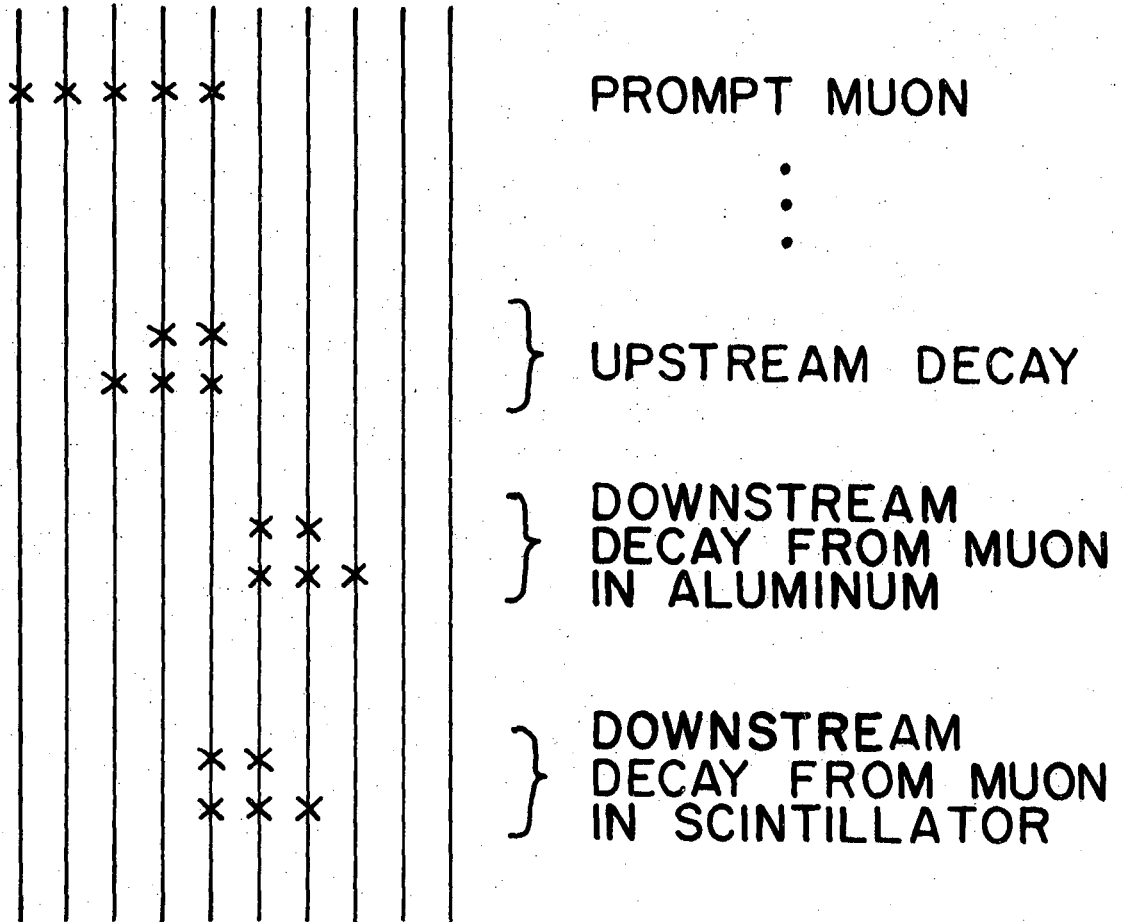 PROMPT MUON
UPSTREAM DECAY
DOWNSTREAM
DECAY FROM MUON
IN ALUMINUM
DOWNSTREAM
DECAY FROM MUON
IN SCINTILLATOR